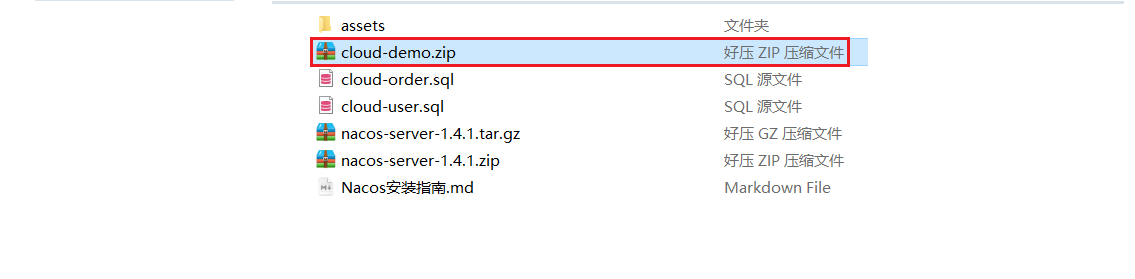 assets 文件夹
cloud-demo.zip 好压 ZIP 压缩文件
cloud-order.sql SQL 源文件
cloud-user.sql SQL 源文件
nacos-server-1.4.1.tar.gz 好压 GZ 压缩文件
nacos-server-1.4.1.zip 好压 ZIP 压缩文件
Nacos安装指南.md Markdown File